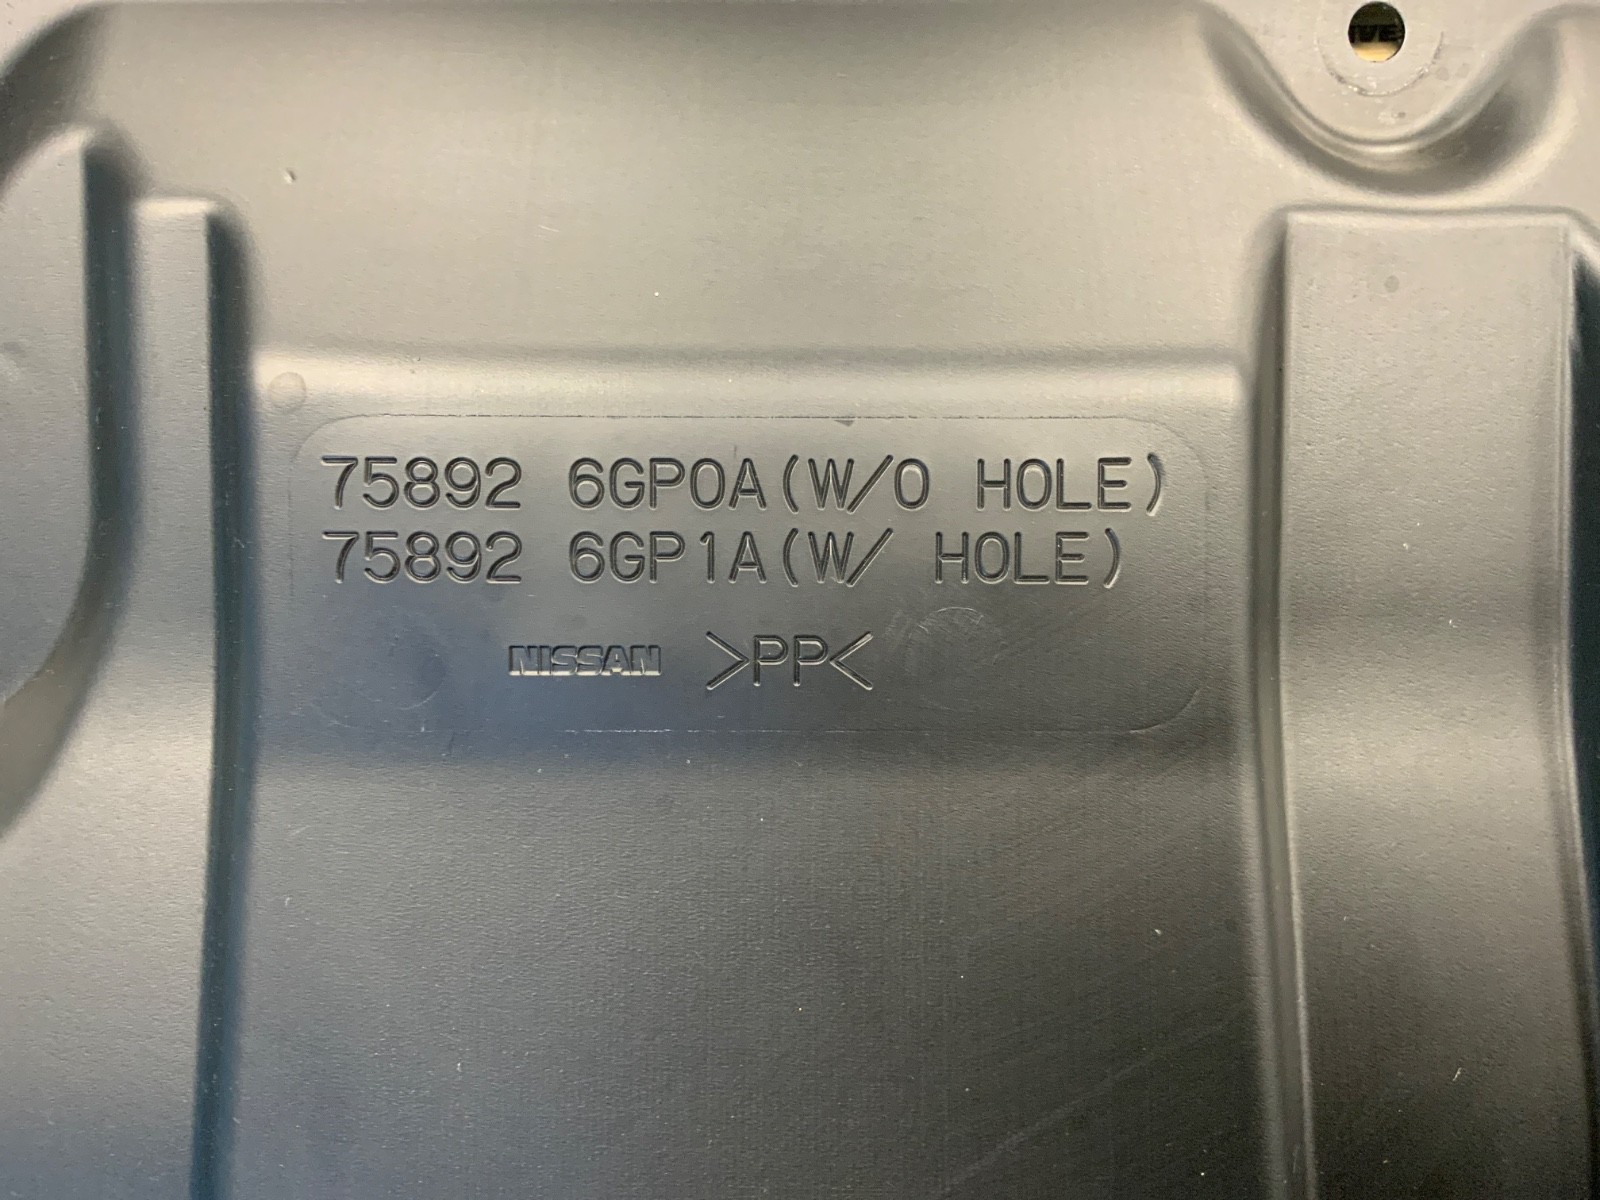 75892 6GP0A(W/O HOLE)
75892 6GP1A(W/ HOLE)
NISSAN >PP<